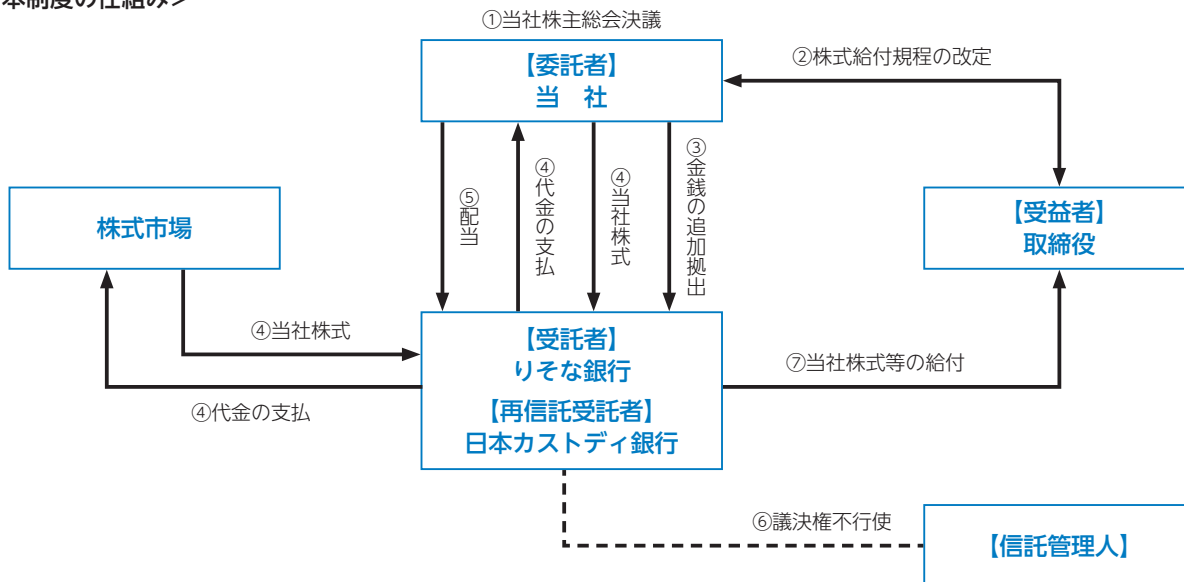 本制度の仕組み＞
①当社株主総会決議
【委託者】
当　社
②株式給付規程の改定
⑤配当
④代金の支払
④当社株式
③金銭の追加拠出
株式市場
【受益者】
取締役
④当社株式
【受託者】
りそな銀行
【再信託受託者】
日本カストディ銀行
⑦当社株式等の給付
④代金の支払
⑥議決権不行使
【信託管理人】